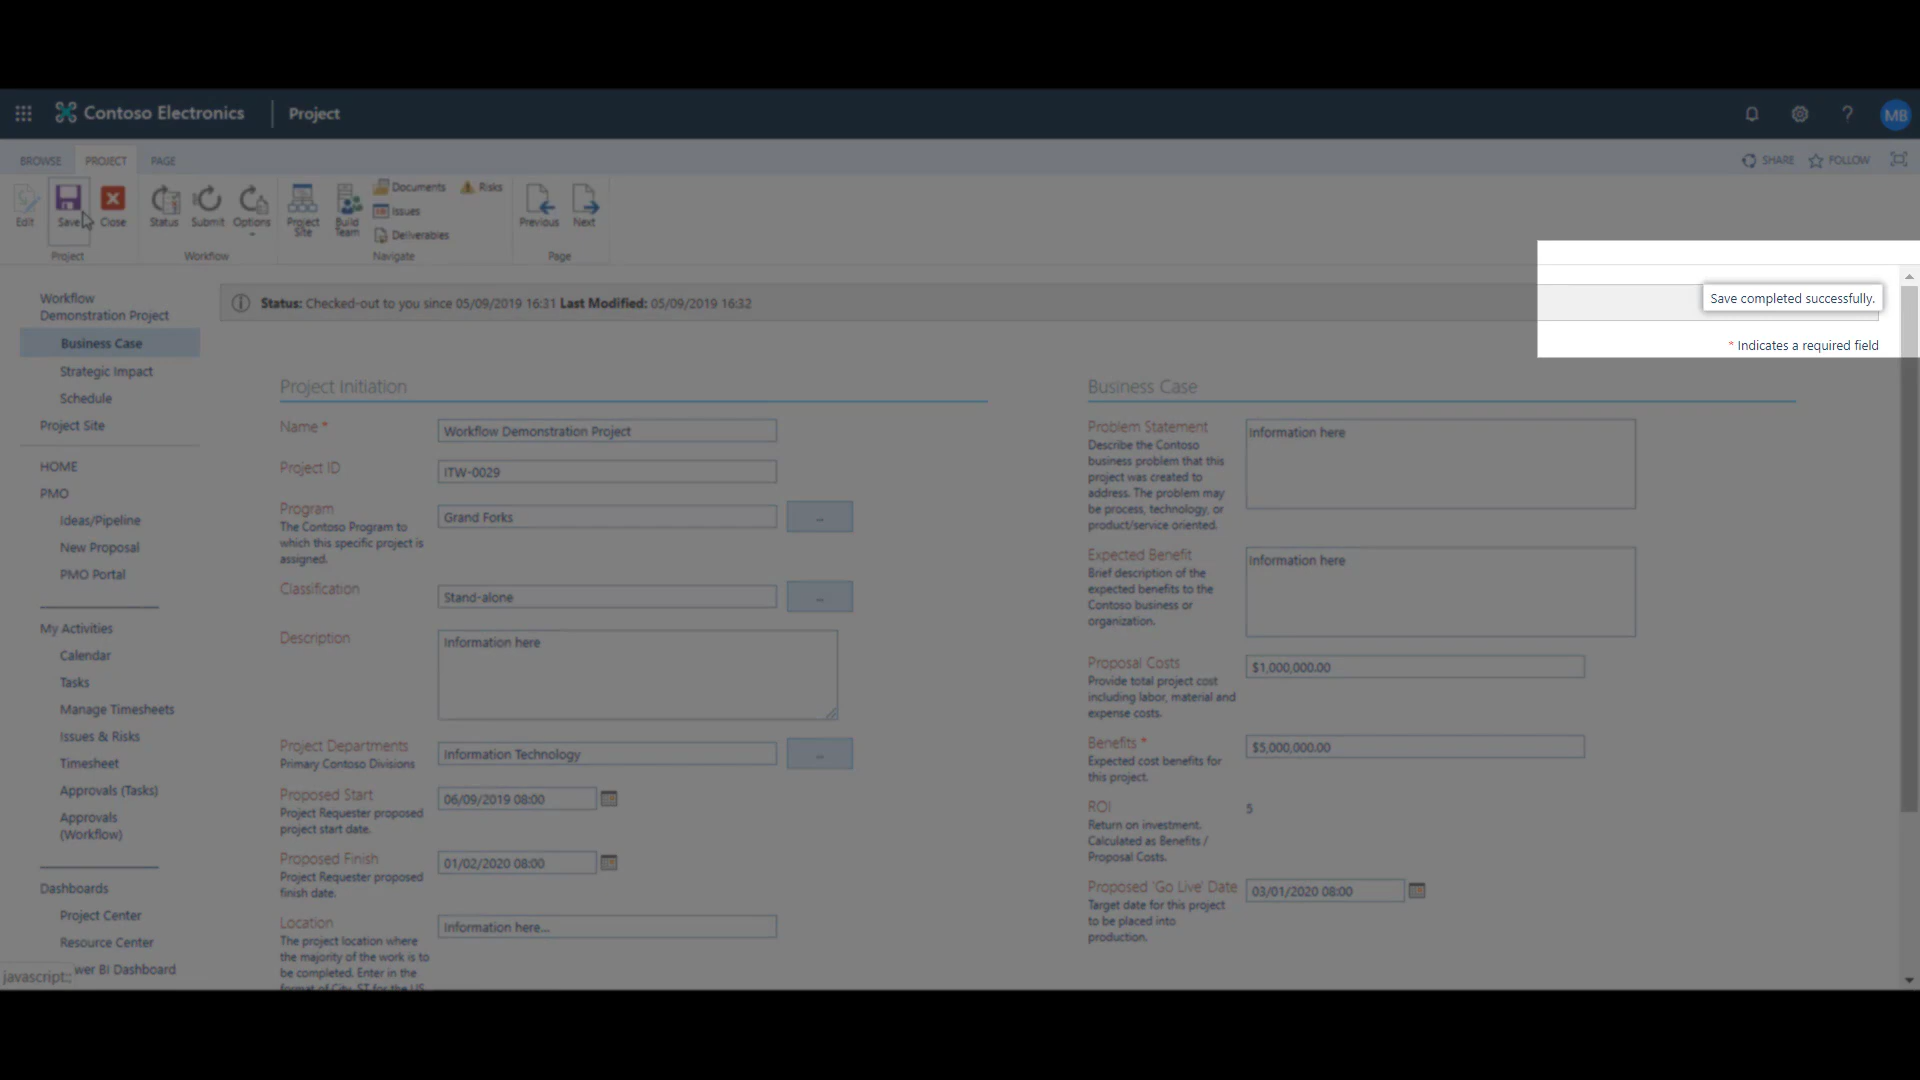 Contoso Electronics
Project
MB
BROWSE
PROJECT
PAGE
SHARE
FOLLOW
Edit
Save
Close
Status
Submit
Options
Project Site
Build Team
Documents
Risks
Issues
Deliverables
Previous
Next
Project
Workflow
Navigate
Page
Save completed successfully.
* Indicates a required field
Status: Checked-out to you since 05/09/2019 16:31 Last Modified: 05/09/2019 16:32
Workflow
Demonstration Project
Business Case
Strategic Impact
Schedule
Project Site
HOME
PMO
Ideas/Pipeline
New Proposal
PMO Portal
My Activities
Calendar
Tasks
Manage Timesheets
Issues & Risks
Timesheet
Approvals (Tasks)
Approvals
(Workflow)
Dashboards
Project Center
Resource Center
wer BI Dashboard
javascript:;
Project Initiation
Name *
Workflow Demonstration Project
Project ID
ITW-0029
Program
The Contoso Program to
which this specific project is
assigned.
Grand Forks
...
Classification
Stand-alone
...
Description
Information here
Project Departments
Primary Contoso Divisions
Information Technology
...
Proposed Start
Project Requester proposed
project start date.
06/09/2019 08:00
Proposed Finish
Project Requester proposed
finish date.
01/02/2020 08:00
Location
The project location where
the majority of the work is to
be completed. Enter in the
format of City, ST for the US
Information here...
Business Case
Problem Statement
Describe the Contoso
business problem that this
project was created to
address. The problem may
be process, technology, or
product/service oriented.
Information here
Expected Benefit
Brief description of the
expected benefits to the
Contoso business or
organization.
Information here
Proposal Costs
Provide total project cost
including labor, material and
expense costs.
$1,000,000.00
Benefits *
Expected cost benefits for
this project.
$5,000,000.00
ROI
Return on investment.
Calculated as Benefits /
Proposal Costs.
5
Proposed 'Go Live' Date
Target date for this project
to be placed into
production.
03/01/2020 08:00